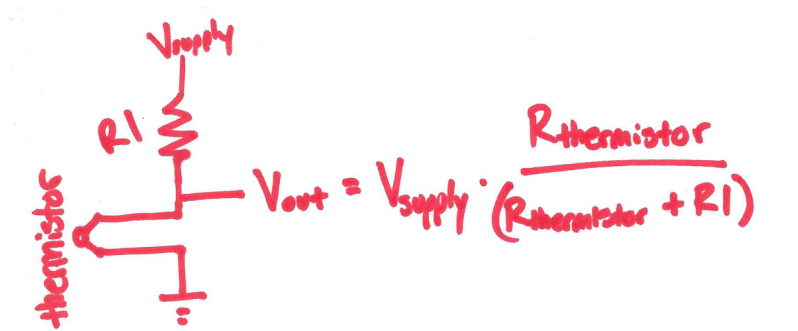 Vsupply
R1
thermistor
Vout = Vsupply · Rthermistor / (Rthermistor + R1)